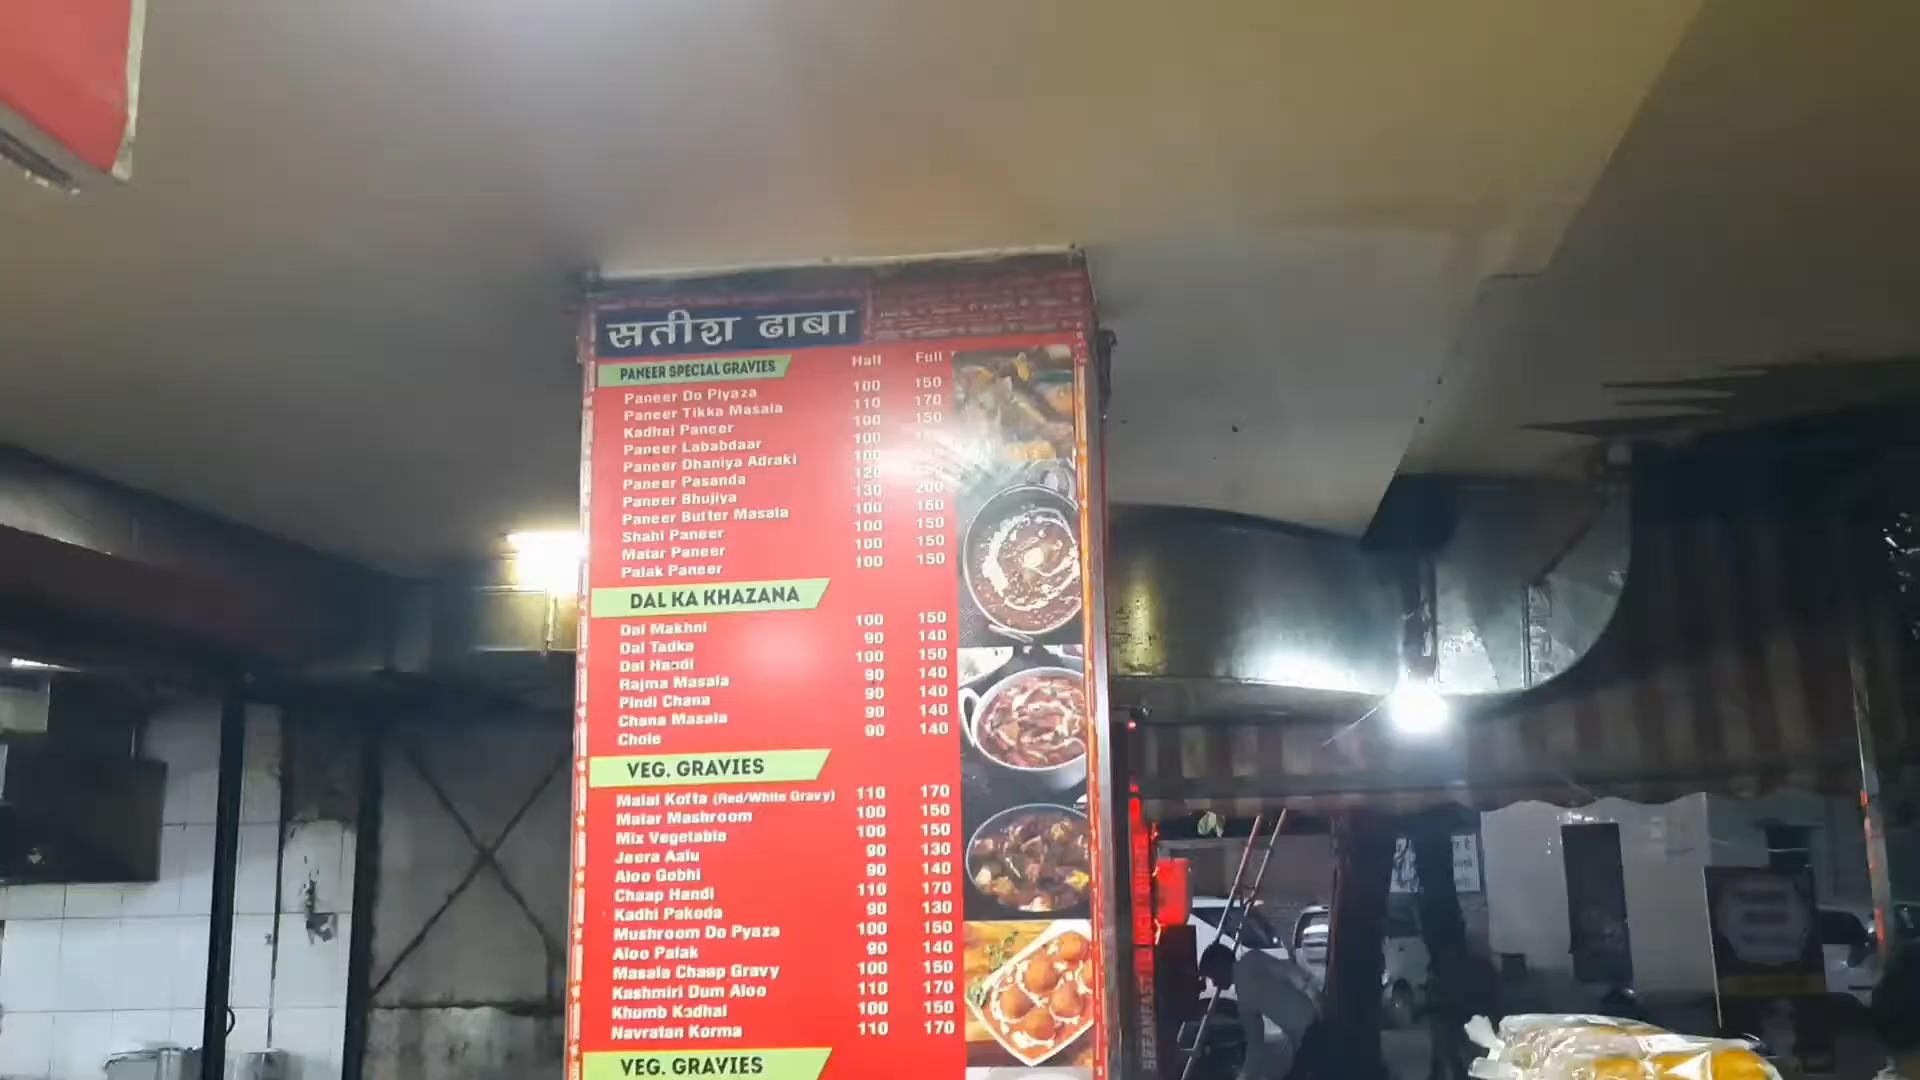 सतीश ढाबा
PANEER SPECIAL GRAVIES Half Full
Paneer Do Piyaza 100 150
Paneer Tikka Masala 110 170
Kadhai Paneer 100 150
Paneer Lababdaar 100
Paneer Dhaniya Adraki 100
Paneer Pasanda 120
Paneer Bhujiya 130 200
Paneer Butter Masala 100 160
Shahi Paneer 100 150
Matar Paneer 100 150
Palak Paneer 100 150
DAL KA KHAZANA
Dal Makhni 100 150
Dal Tadka 90 140
Dal Handi 100 150
Rajma Masala 90 140
Pindi Chana 90 140
Chana Masala 90 140
Chole 90 140
VEG. GRAVIES
Malai Kofta (Red/White Gravy) 110 170
Matar Mashroom 100 150
Mix Vegetable 100 150
Jeera Aalu 90 130
Aloo Gobhi 90 140
Chaap Handi 110 170
Kadhi Pakoda 90 130
Mushroom Do Pyaza 100 150
Aloo Palak 90 140
Masala Chaap Gravy 100 150
Kashmiri Dum Aloo 110 170
Khumb Kadhai 100 150
Navratan Korma 110 170
VEG. GRAVIES
BREAKFAST